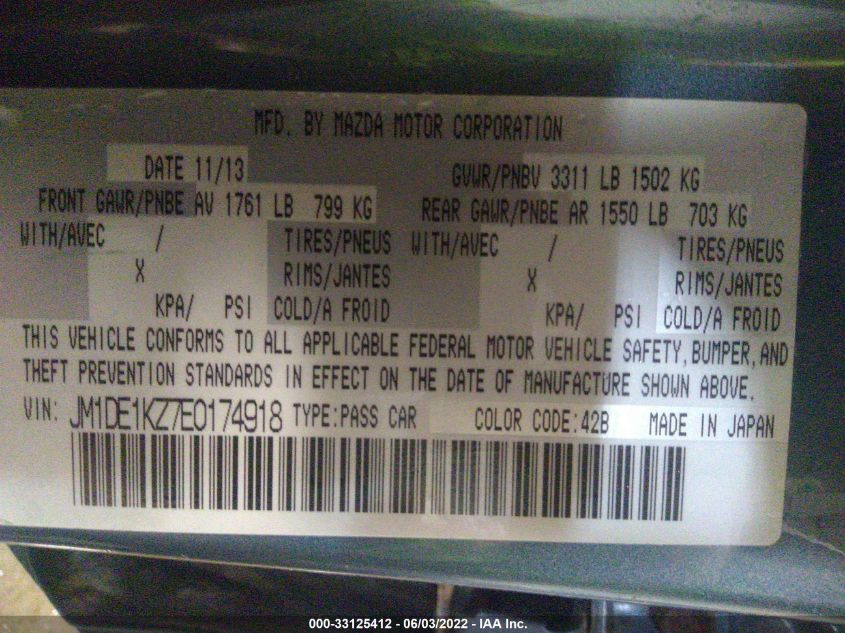 MFD. BY MAZDA MOTOR CORPORATION
DATE 11/13 GVWR/PNBV 3311 LB 1502 KG
FRONT GAWR/PNBE AV 1761 LB 799 KG REAR GAWR/PNBE AR 1550 LB 703 KG
WITH/AVEC / TIRES/PNEUS WITH/AVEC / TIRES/PNEUS
X RIMS/JANTES X RIMS/JANTES
KPA/ PSI COLD/A FROID KPA/ PSI COLD/A FROID
THIS VEHICLE CONFORMS TO ALL APPLICABLE FEDERAL MOTOR VEHICLE SAFETY, BUMPER, AND
THEFT PREVENTION STANDARDS IN EFFECT ON THE DATE OF MANUFACTURE SHOWN ABOVE.
VIN: JM1DE1KZ7E0174918 TYPE:PASS CAR COLOR CODE:42B MADE IN JAPAN
000-33125412 - 06/03/2022 - IAA Inc.